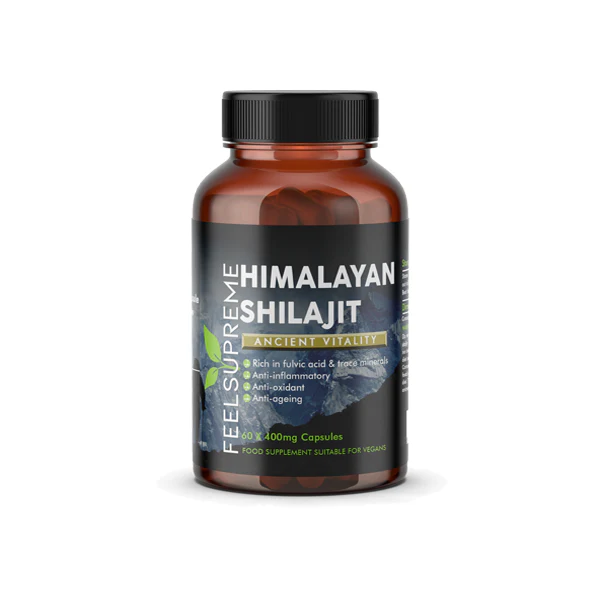 FEELSUPREME
HIMALAYAN
SHILAJIT
ANCIENT VITALITY
Rich in fulvic acid & trace minerals
Anti-inflammatory
Anti-oxidant
Anti-ageing
60 X 400mg Capsules
FOOD SUPPLEMENT SUITABLE FOR VEGANS